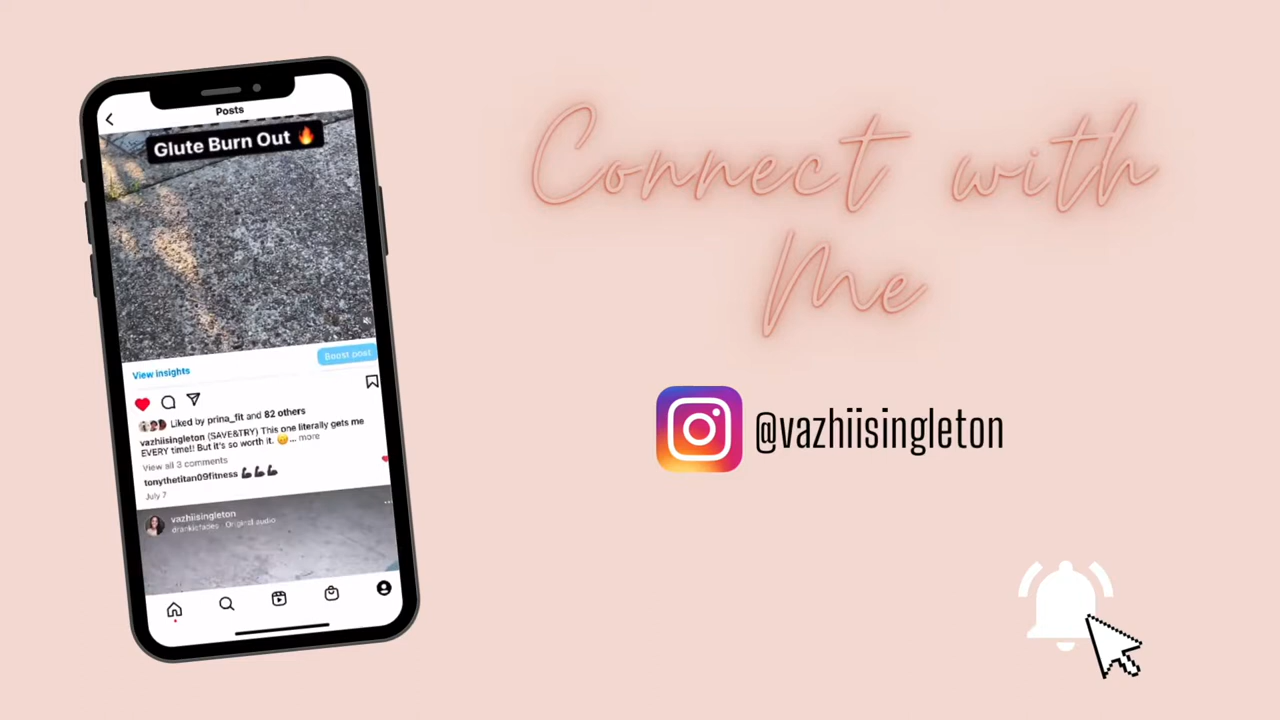 Posts
Glute Burn Out 🔥
View insights
Boost post
Liked by prina_fit and 82 others
vazhiisingleton (SAVE&TRY) This one literally gets me
EVERY time!! But it's so worth it. 😅... more
View all 3 comments
tonythetitan09fitness 💪🏿💪🏿💪🏿
July 7
vazhiisingleton
drankiefades · Original audio
Connect with
Me
@vazhiisingleton